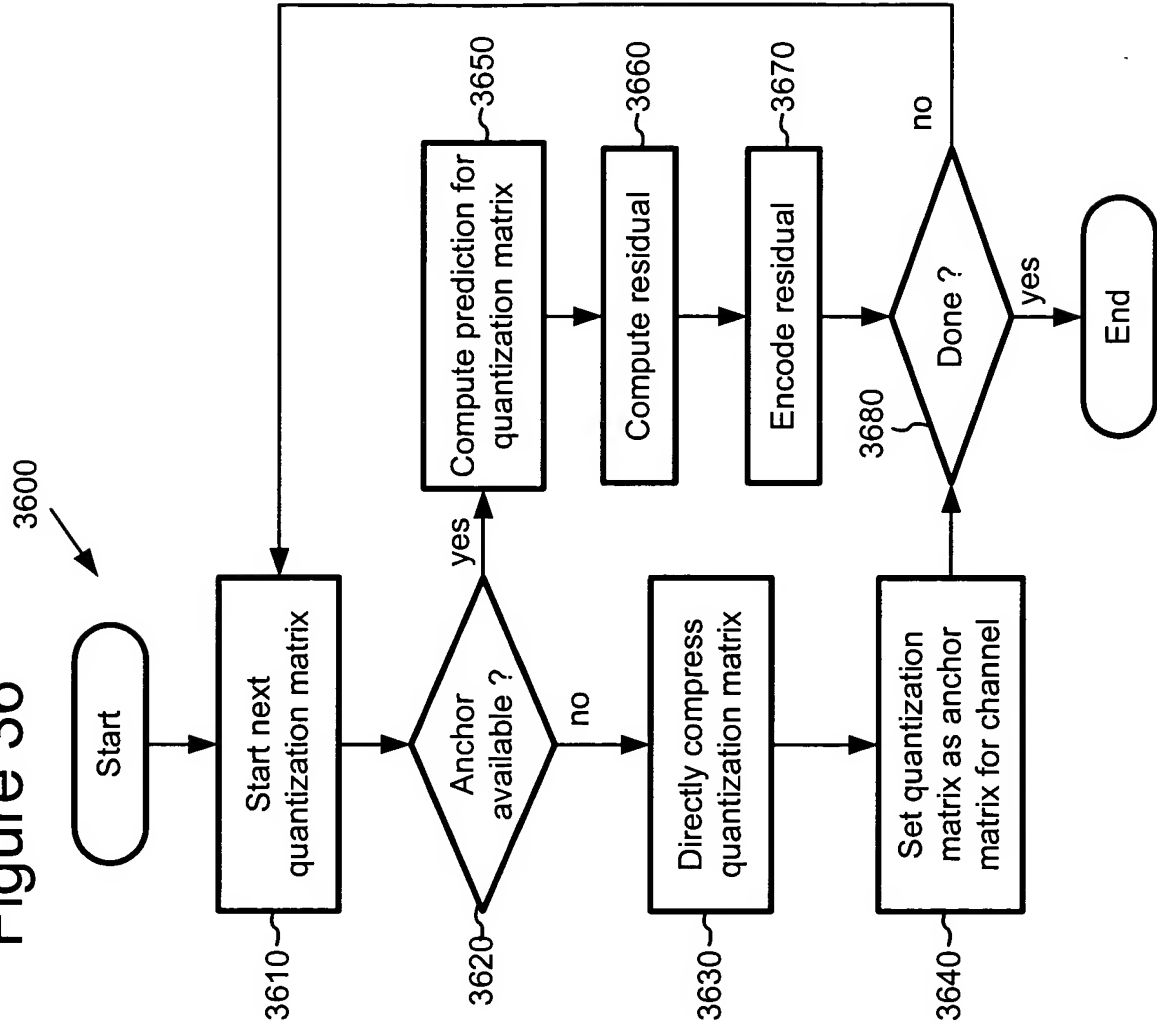 Figure 36
3600
Start
Start next
quantization matrix
3610
Anchor
available ?
3620
yes
no
Directly compress
quantization matrix
3630
Set quantization
matrix as anchor
matrix for channel
3640
Compute prediction for
quantization matrix
3650
Compute residual
3660
Encode residual
3670
Done ?
3680
no
yes
End